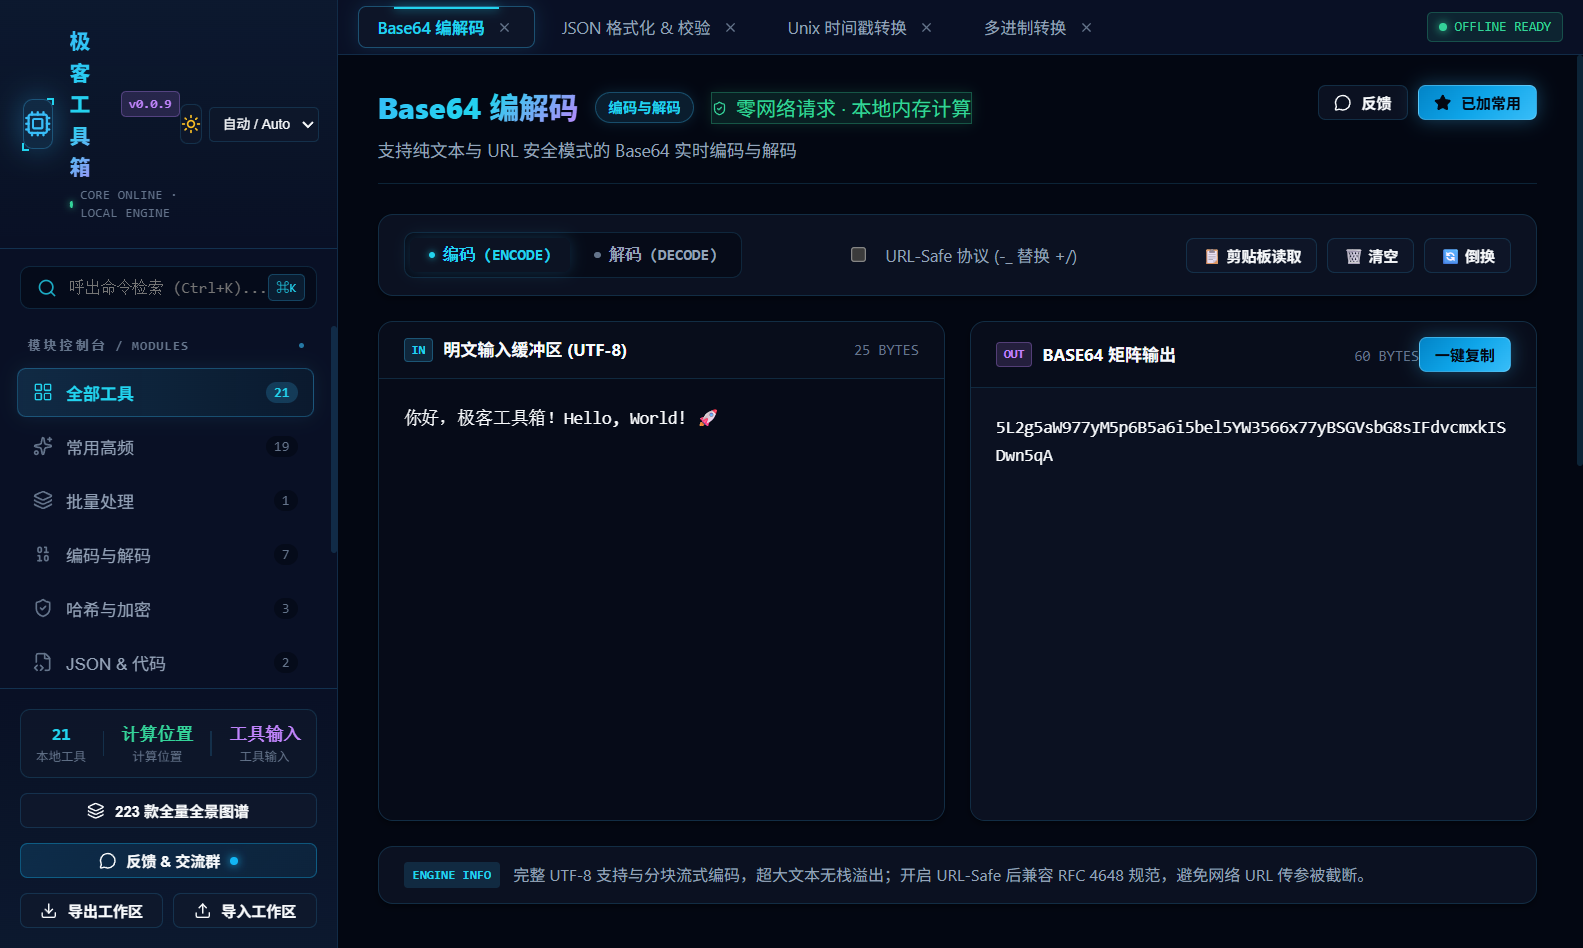 极
客
工
具
箱
v0.0.9
自动 / Auto
CORE ONLINE ·
LOCAL ENGINE
呼出命令检索 (Ctrl+K)...
⌘K
模块控制台 / MODULES
全部工具 21
常用高频 19
批量处理 1
编码与解码 7
哈希与加密 3
JSON & 代码 2
21 计算位置 工具输入
本地工具 计算位置 工具输入
223 款全量全景图谱
反馈 & 交流群
导出工作区 导入工作区
Base64 编解码 × JSON 格式化 & 校验 × Unix 时间戳转换 × 多进制转换 ×
OFFLINE READY
Base64 编解码 编码与解码 零网络请求 · 本地内存计算
反馈 已加常用
支持纯文本与 URL 安全模式的 Base64 实时编码与解码
编码 (ENCODE) 解码 (DECODE)
URL-Safe 协议 (-_ 替换 +/)
📋 剪贴板读取 🗑️ 清空 🔄 倒换
IN 明文输入缓冲区 (UTF-8) 25 BYTES
你好，极客工具箱！Hello, World! 🚀
OUT BASE64 矩阵输出 60 BYTES 一键复制
5L2g5aW977yM5p6B5a6i5bel5YW3566x77yBSGVsbG8sIFdvcmxkIS
Dwn5qA
ENGINE INFO 完整 UTF-8 支持与分块流式编码，超大文本无栈溢出；开启 URL-Safe 后兼容 RFC 4648 规范，避免网络 URL 传参被截断。